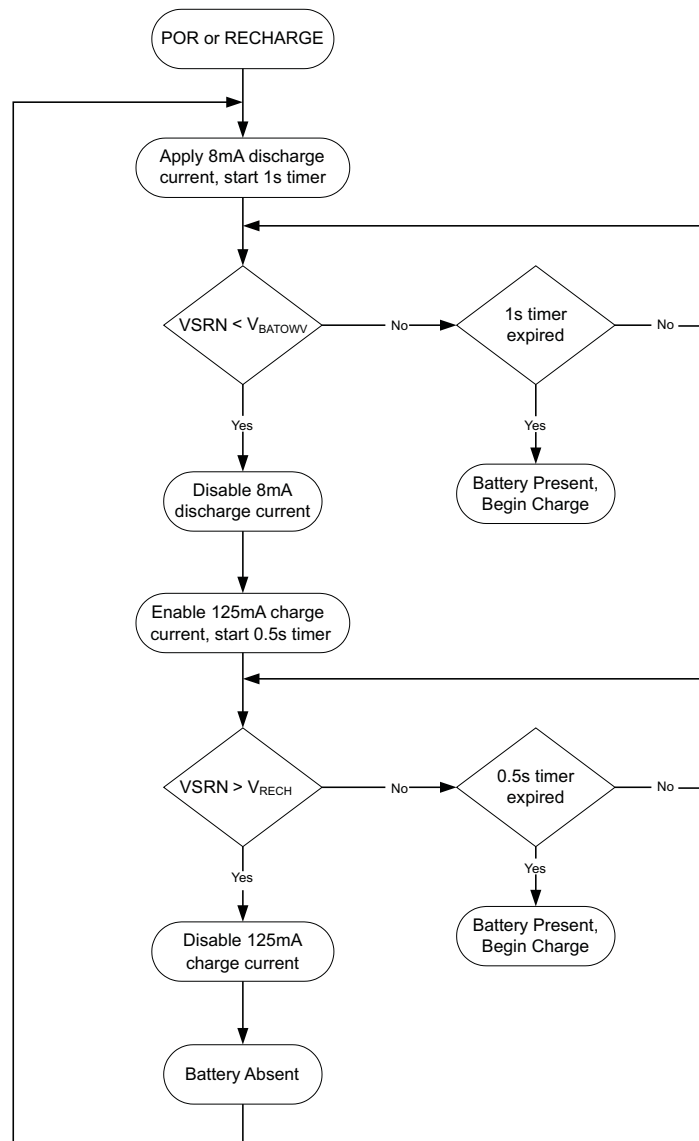 POR or RECHARGE
Apply 8mA discharge
current, start 1s timer
VSRN < VBATOWV
No
1s timer
expired
No
Yes
Yes
Disable 8mA
discharge current
Battery Present,
Begin Charge
Enable 125mA charge
current, start 0.5s timer
VSRN > VRECH
No
0.5s timer
expired
No
Yes
Yes
Disable 125mA
charge current
Battery Present,
Begin Charge
Battery Absent